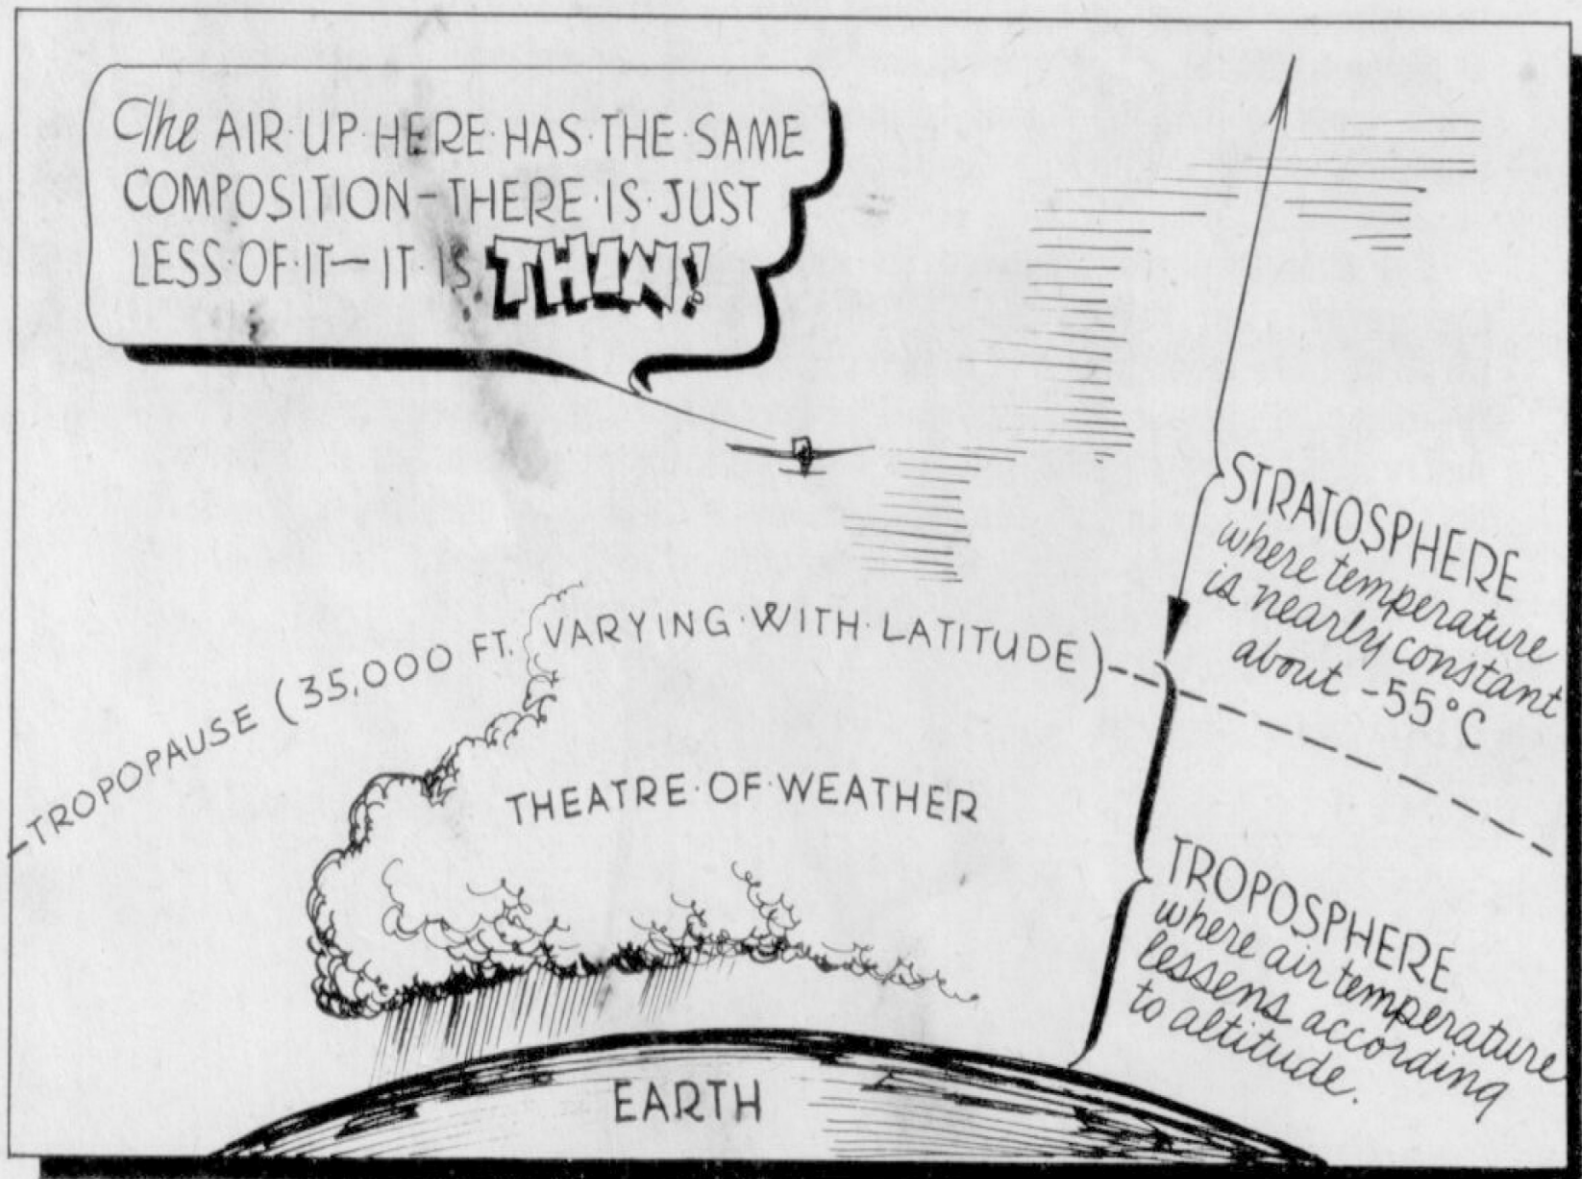 The AIR·UP·HERE·HAS·THE·SAME
COMPOSITION-THERE·IS·JUST
LESS·OF·IT—IT·IS THIN!
STRATOSPHERE
where temperature
is nearly constant
about -55°C
TROPOPAUSE (35,000 FT. VARYING·WITH·LATITUDE)
THEATRE·OF·WEATHER
TROPOSPHERE
where air temperature
lessens according
to altitude.
EARTH